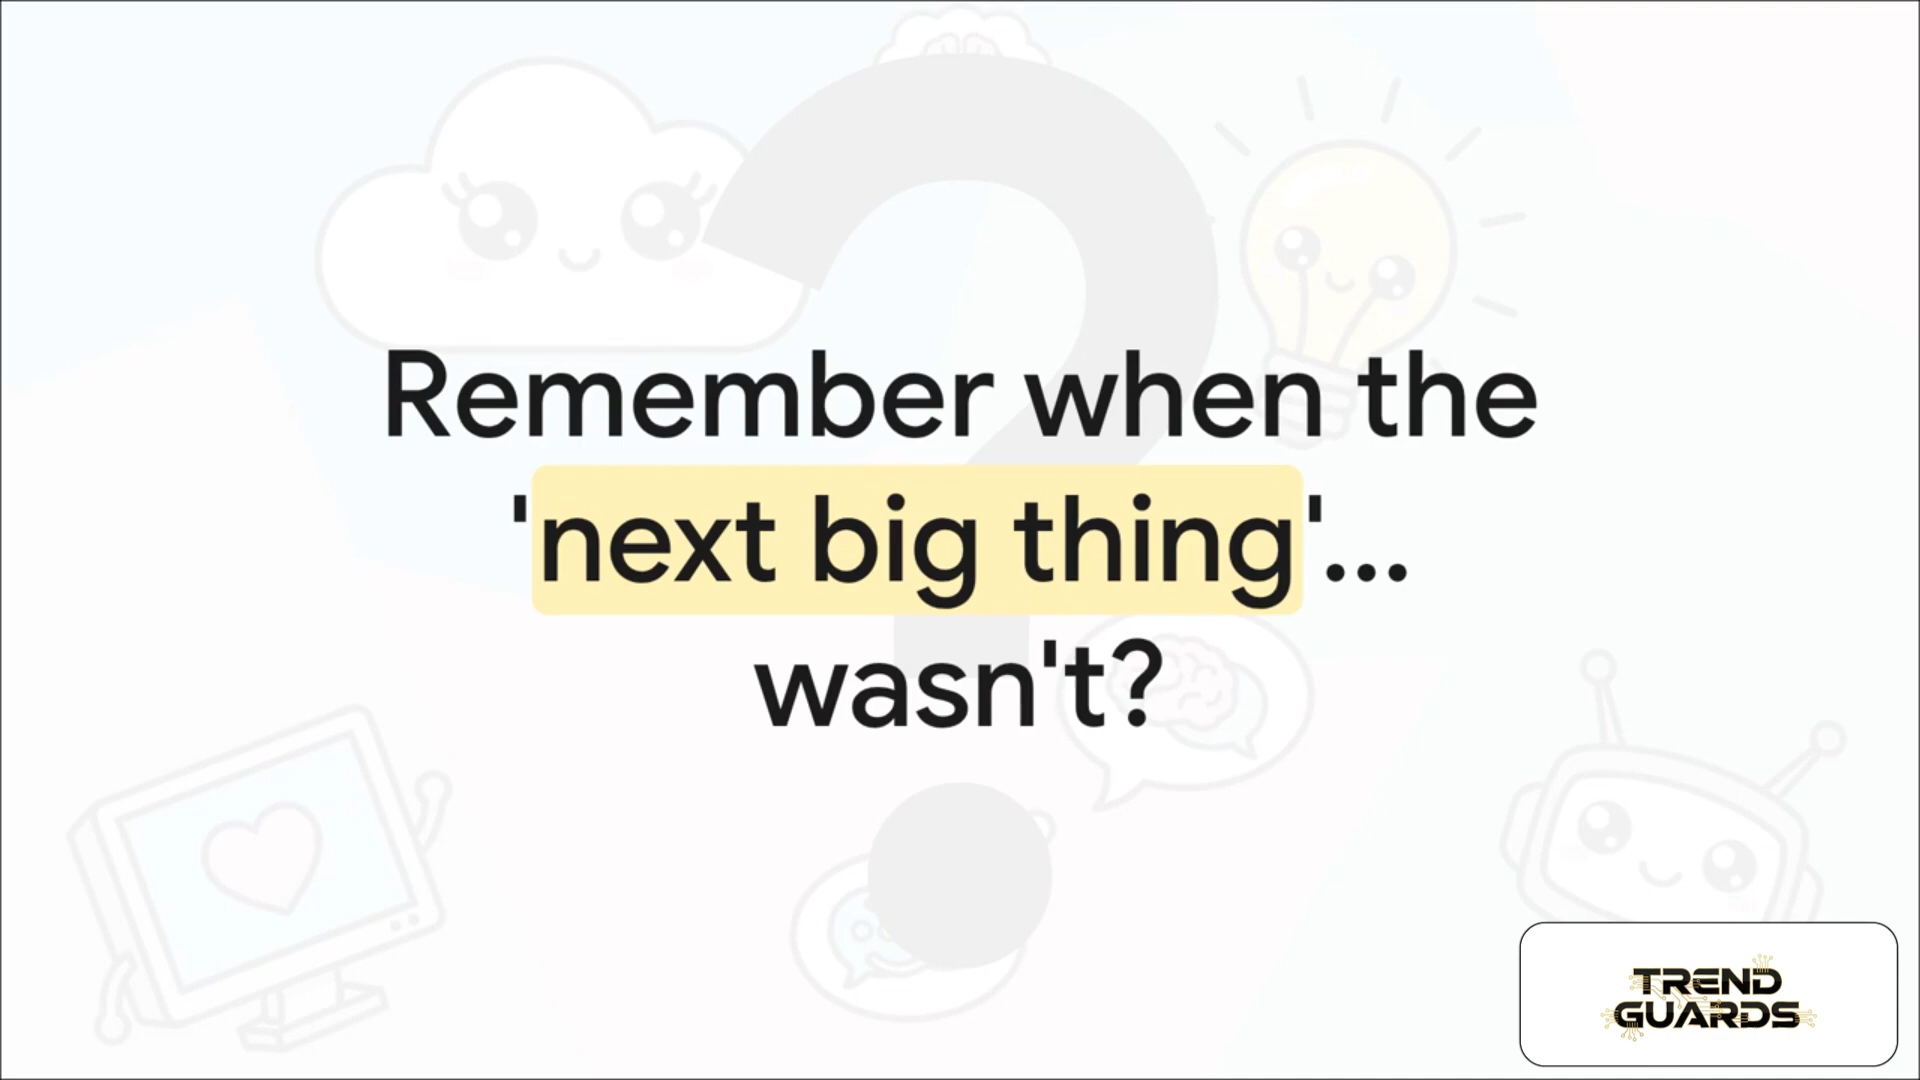 Remember when the
'next big thing'...
wasn't?
TREND
GUARDS